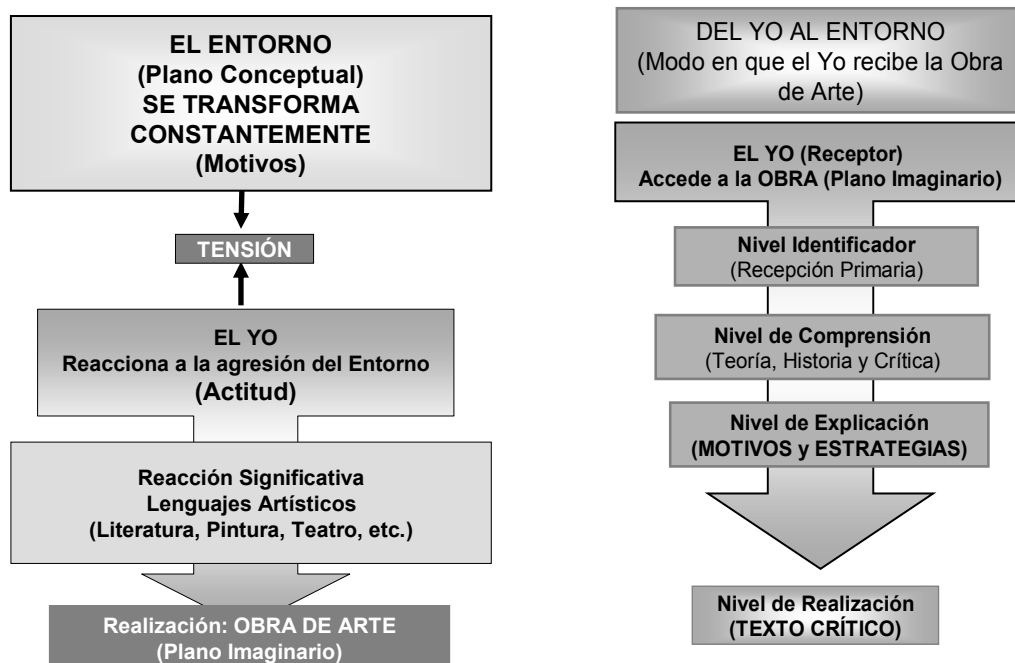 EL ENTORNO
(Plano Conceptual)
SE TRANSFORMA
CONSTANTEMENTE
(Motivos)
TENSIÓN
EL YO
Reacciona a la agresión del Entorno
(Actitud)
Reacción Significativa
Lenguajes Artísticos
(Literatura, Pintura, Teatro, etc.)
Realización: OBRA DE ARTE
(Plano Imaginario)
DEL YO AL ENTORNO
(Modo en que el Yo recibe la Obra
de Arte)
EL YO (Receptor)
Accede a la OBRA (Plano Imaginario)
Nivel Identificador
(Recepción Primaria)
Nivel de Comprensión
(Teoría, Historia y Crítica)
Nivel de Explicación
(MOTIVOS y ESTRATEGIAS)
Nivel de Realización
(TEXTO CRÍTICO)